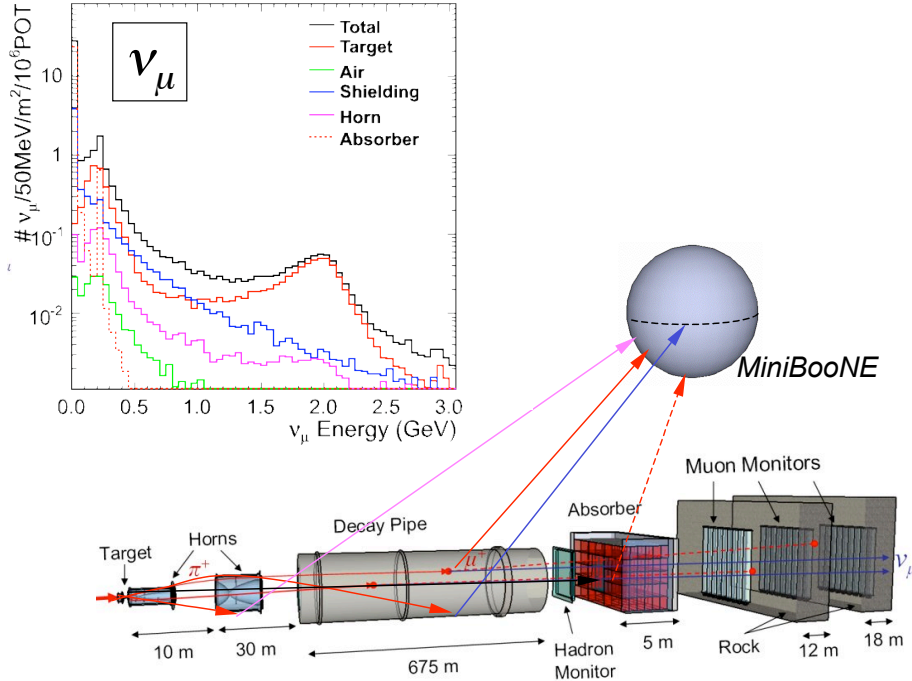 # ν_μ/50MeV/m²/10⁶POT
10
1
10⁻¹
10⁻²
ν_μ
Total
Target
Air
Shielding
Horn
Absorber
0.0 0.5 1.0 1.5 2.0 2.5 3.0
ν_μ Energy (GeV)
μ
MiniBooNE
Muon Monitors
Absorber
Decay Pipe
Horns
Target
π⁺
μ⁺
ν_μ
10 m
30 m
675 m
Hadron
Monitor
5 m
Rock
12 m
18 m